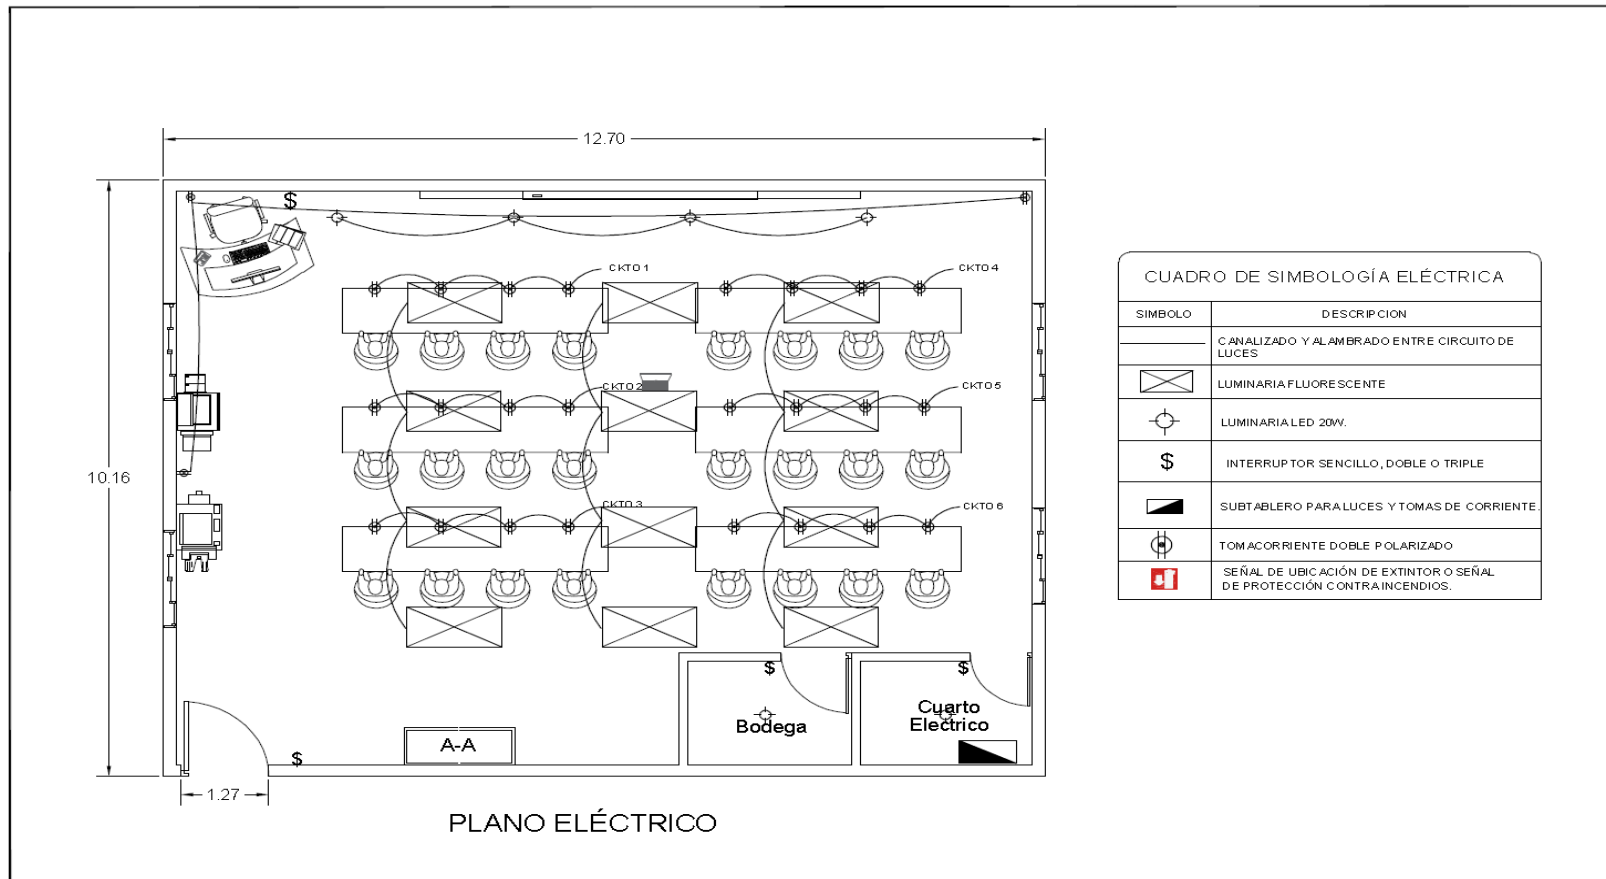 12.70
$
CKTO 1
CKTO 4
CKTO 2
CKTO 5
10.16
CKTO 3
CKTO 6
$
$
Bodega
Cuarto
Electrico
A-A
$
1.27
PLANO ELÉCTRICO
CUADRO DE SIMBOLOGÍA ELÉCTRICA
SIMBOLO DESCRIPCION
CANALIZADO Y ALAMBRADO ENTRE CIRCUITO DE
LUCES
LUMINARIA FLUORESCENTE
LUMINARIA LED 20W.
$ INTERRUPTOR SENCILLO, DOBLE O TRIPLE
SUBTABLERO PARA LUCES Y TOMAS DE CORRIENTE.
TOMACORRIENTE DOBLE POLARIZADO
SEÑAL DE UBICACIÓN DE EXTINTOR O SEÑAL
DE PROTECCIÓN CONTRA INCENDIOS.